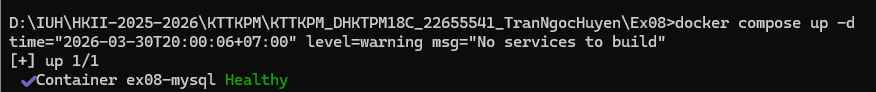 D:\IUH\HKII-2025-2026\KTTKPM\KTTKPM_DHKTPM18C_22655541_TranNgocHuyen\Ex08>docker compose up -d
time="2026-03-30T20:00:06+07:00" level=warning msg="No services to build"
[+] up 1/1
✔Container ex08-mysql Healthy